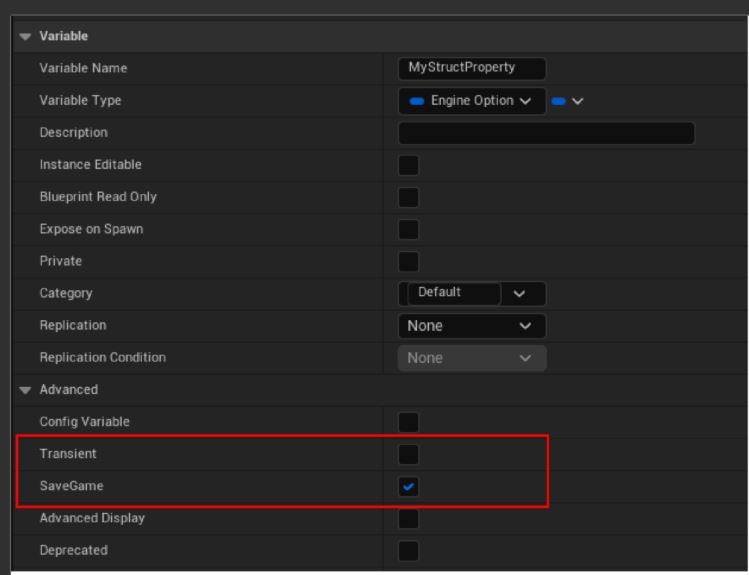 Variable
Variable Name MyStructProperty
Variable Type Engine Option
Description
Instance Editable
Blueprint Read Only
Expose on Spawn
Private
Category Default
Replication None
Replication Condition None
Advanced
Config Variable
Transient
SaveGame
Advanced Display
Deprecated